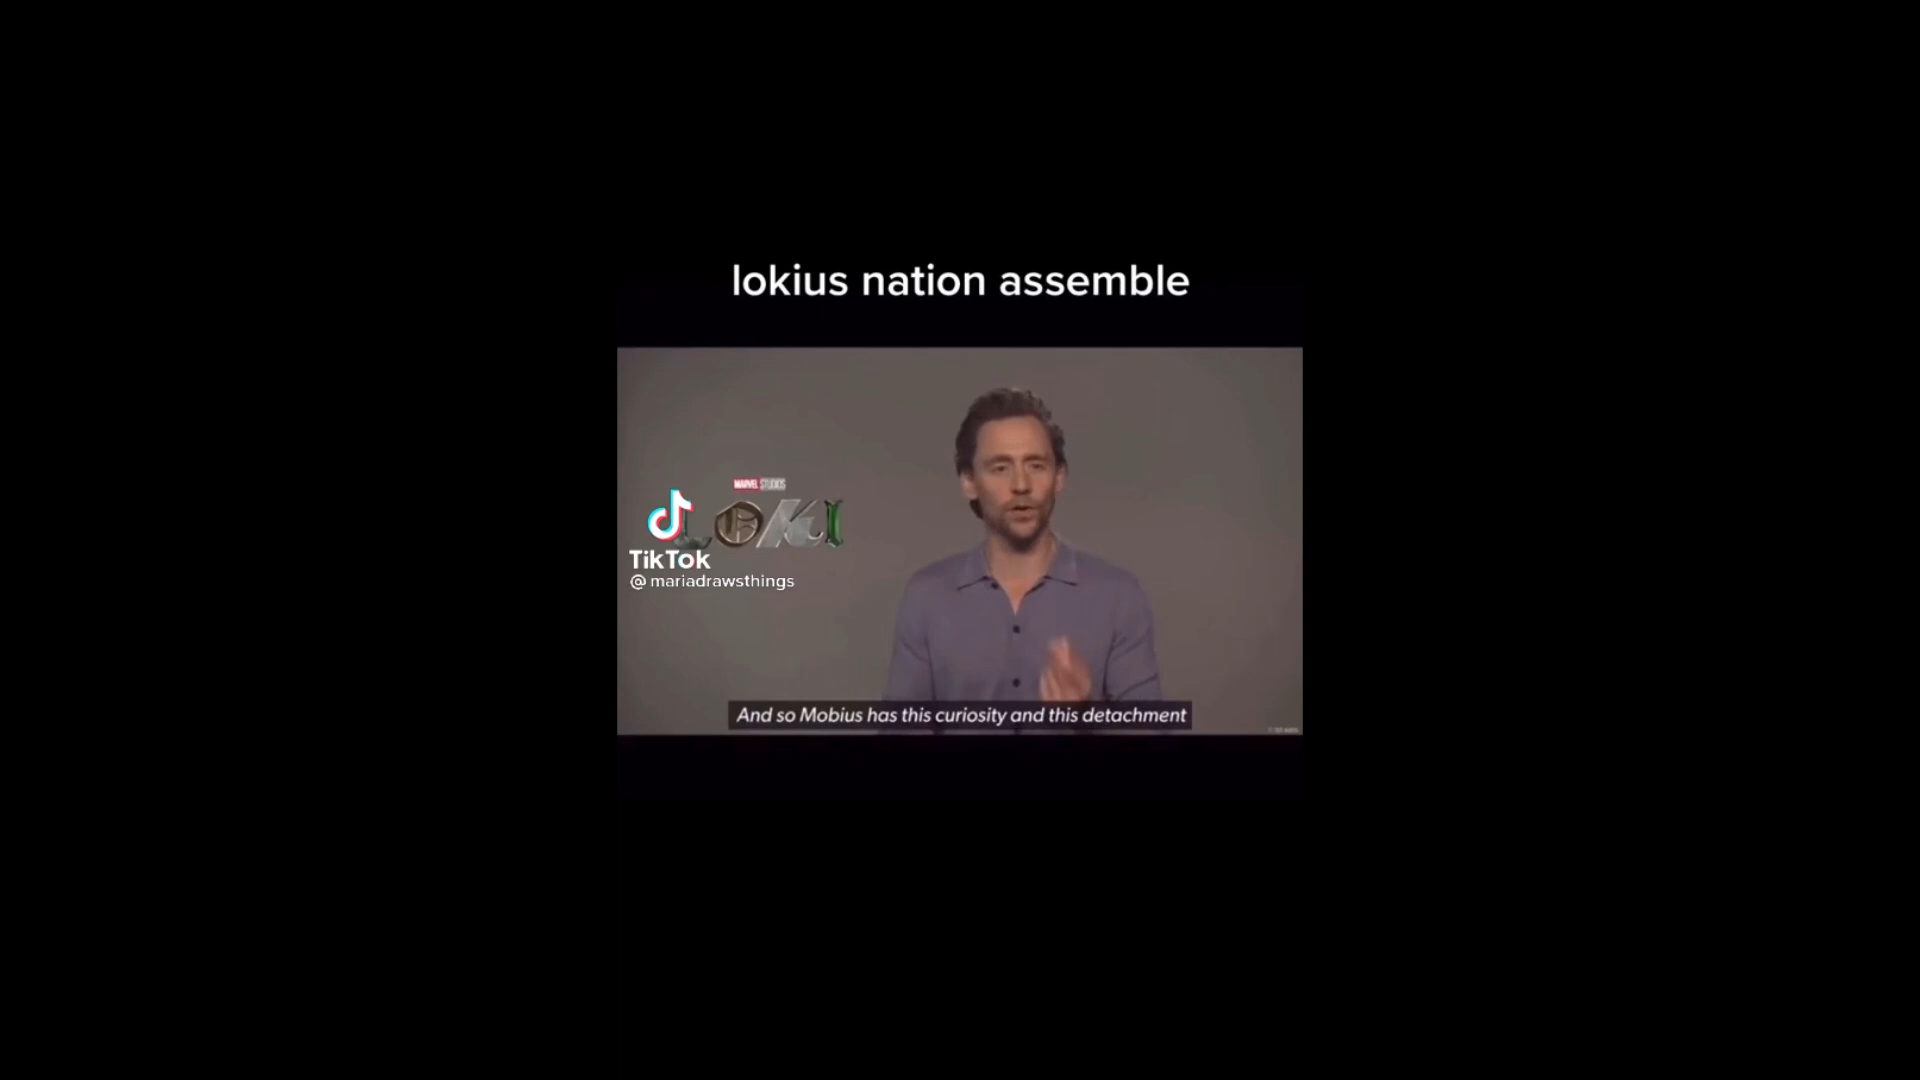 lokius nation assemble
MARVEL STUDIOS
LOKI
TikTok
@mariadrawsthings
And so Mobius has this curiosity and this detachment